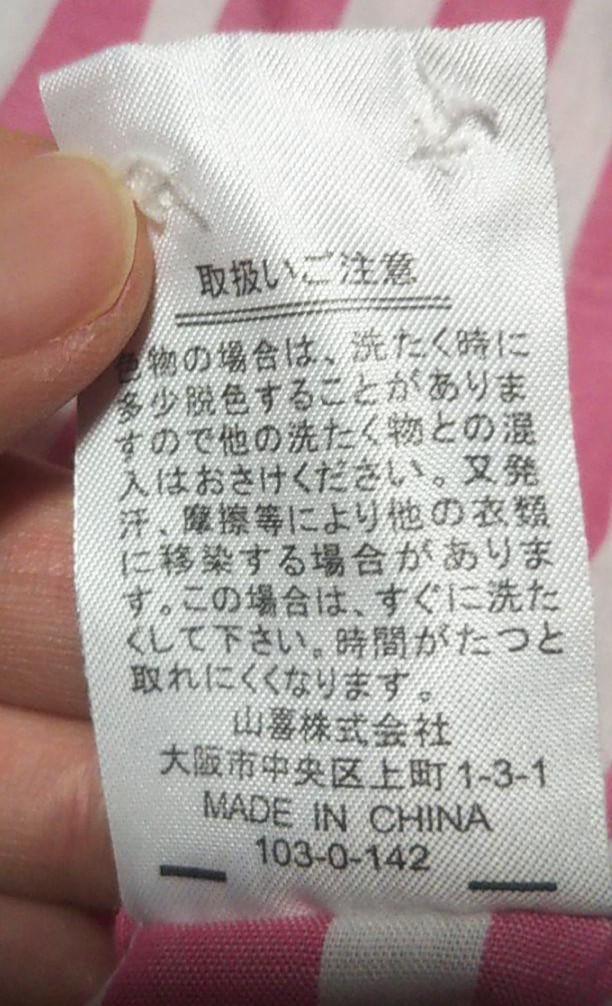 取扱いご注意
色物の場合は、洗たく時に
多少脱色することがありま
すので他の洗たく物との混
入はおさけください。又発
汗、摩擦等により他の衣類
に移染する場合がありま
す。この場合は、すぐに洗た
くして下さい。時間がたつと
取れにくくなります。
山喜株式会社
大阪市中央区上町1-3-1
MADE IN CHINA
103-0-142